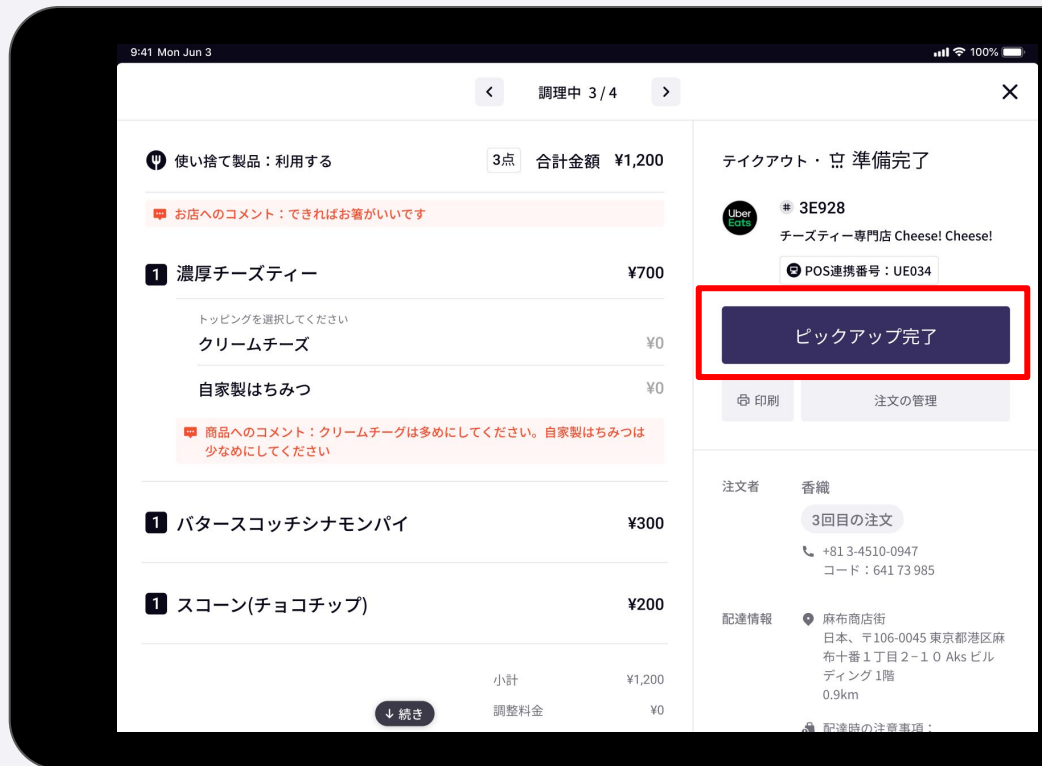 9:41 Mon Jun 3
100%
調理中 3 / 4
使い捨て製品：利用する
3点 合計金額 ¥1,200
お店へのコメント：できればお箸がいいです
1 濃厚チーズティー ¥700
トッピングを選択してください
クリームチーズ ¥0
自家製はちみつ ¥0
商品へのコメント：クリームチーグは多めにしてください。自家製はちみつは
少なめにしてください
1 バタースコッチシナモンパイ ¥300
1 スコーン(チョコチップ) ¥200
小計 ¥1,200
調整料金 ¥0
↓ 続き
テイクアウト・準備完了
Uber
Eats
# 3E928
チーズティー専門店 Cheese! Cheese!
POS連携番号：UE034
ピックアップ完了
印刷
注文の管理
注文者 香織
3回目の注文
+81 3-4510-0947
コード：641 73 985
配達情報 麻布商店街
日本、〒106-0045 東京都港区麻
布十番１丁目２−１０ Aks ビル
ディング 1階
0.9km
配達時の注意事項：